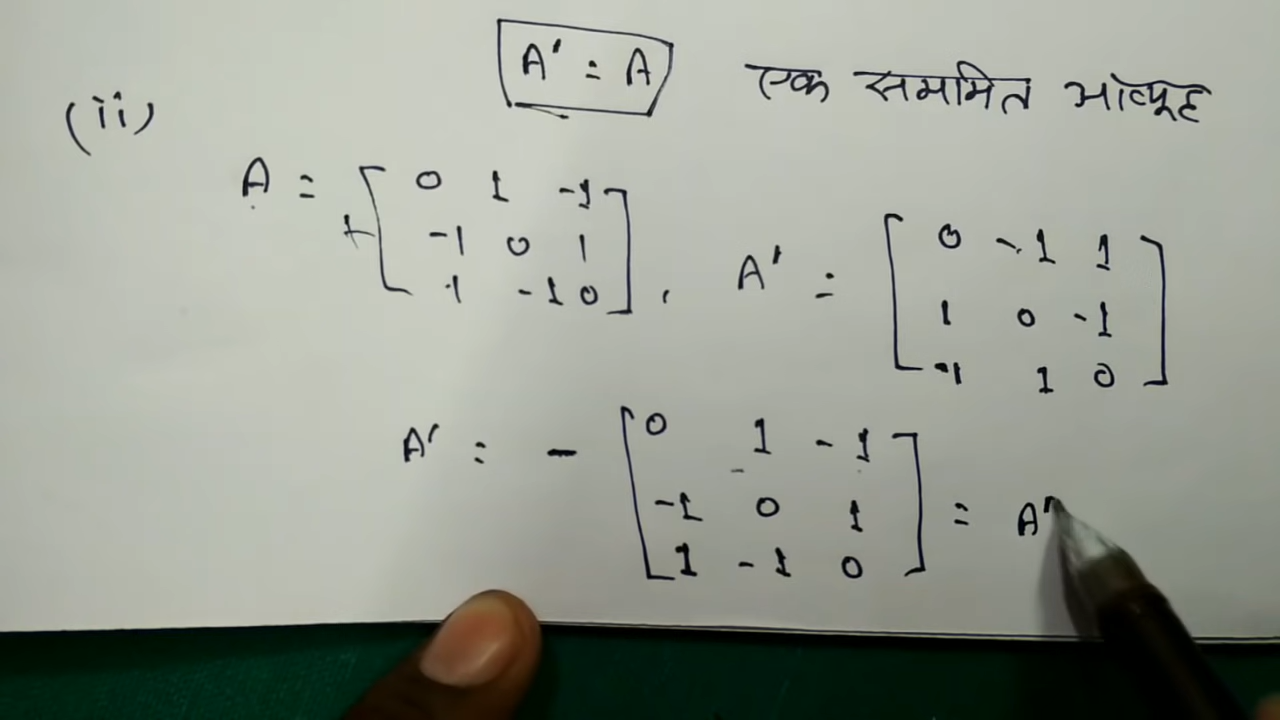 A' = A एक सममित आव्यूह
(ii)
A = [ 0 1 -1
-1 0 1
1 -1 0 ] , A' = [ 0 -1 1
1 0 -1
-1 1 0 ]
A' = - [ 0 1 -1
-1 0 1
1 -1 0 ] = A'